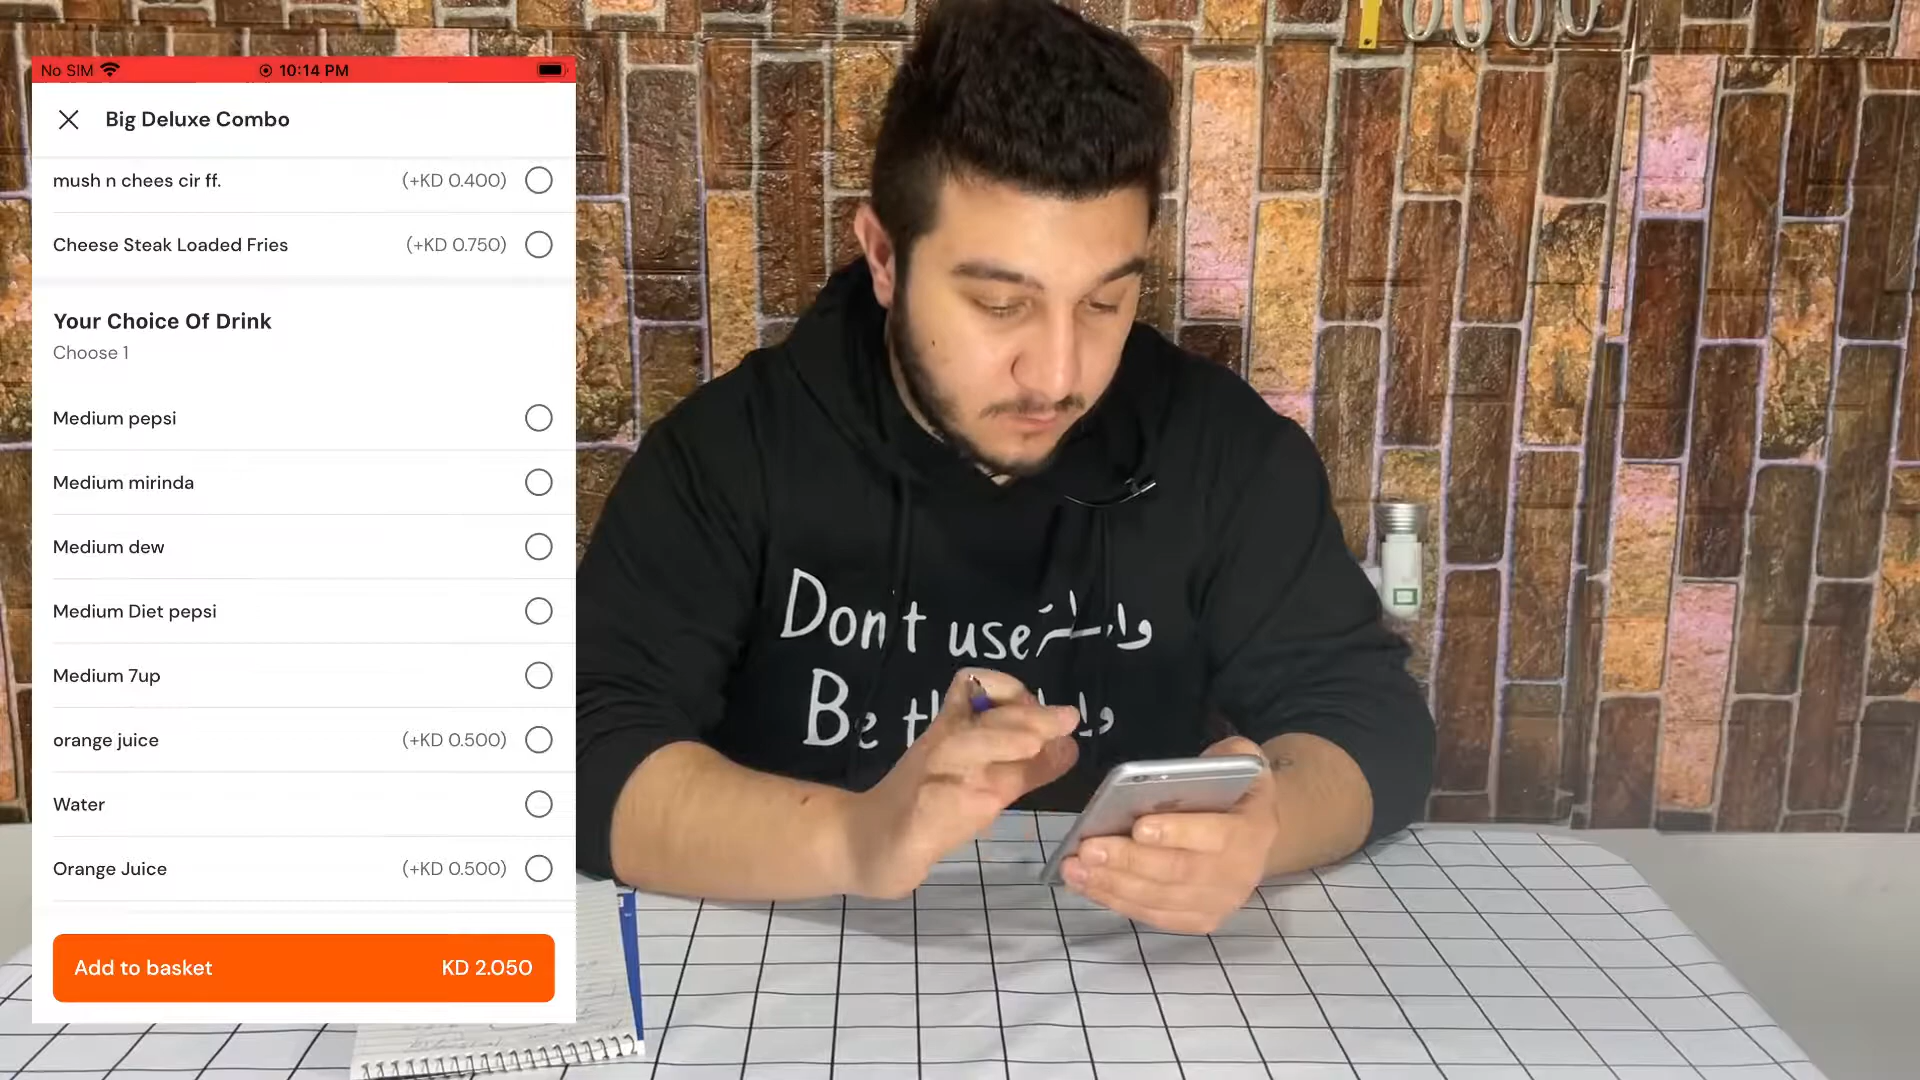 No SIM 10:14 PM
Big Deluxe Combo
mush n chees cir ff. (+KD 0.400)
Cheese Steak Loaded Fries (+KD 0.750)
Your Choice Of Drink
Choose 1
Medium pepsi
Medium mirinda
Medium dew
Medium Diet pepsi
Medium 7up
orange juice (+KD 0.500)
Water
Orange Juice (+KD 0.500)
Add to basket KD 2.050
Don't use واسطة
Be